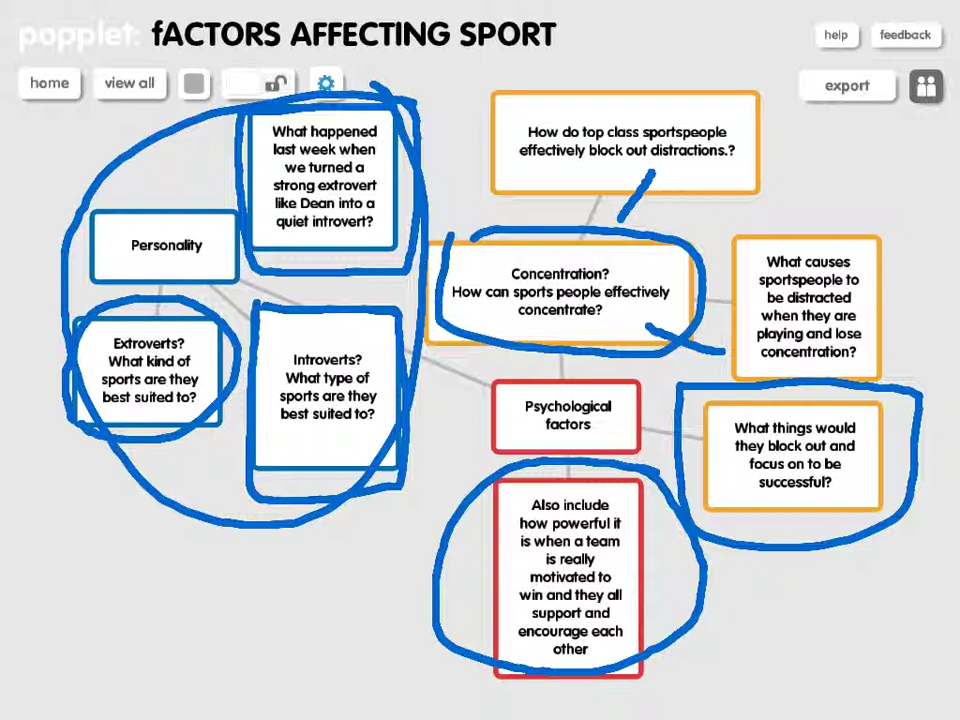 popplet: fACTORS AFFECTING SPORT
help
feedback
home
view all
export
What happened
last week when
we turned a
strong extrovert
like Dean into a
quiet introvert?
How do top class sportspeople
effectively block out distractions.?
Personality
Concentration?
How can sports people effectively
concentrate?
What causes
sportspeople to
be distracted
when they are
playing and lose
concentration?
Extroverts?
What kind of
sports are they
best suited to?
Introverts?
What type of
sports are they
best suited to?
Psychological
factors
What things would
they block out and
focus on to be
successful?
Also include
how powerful it
is when a team
is really
motivated to
win and they all
support and
encourage each
other